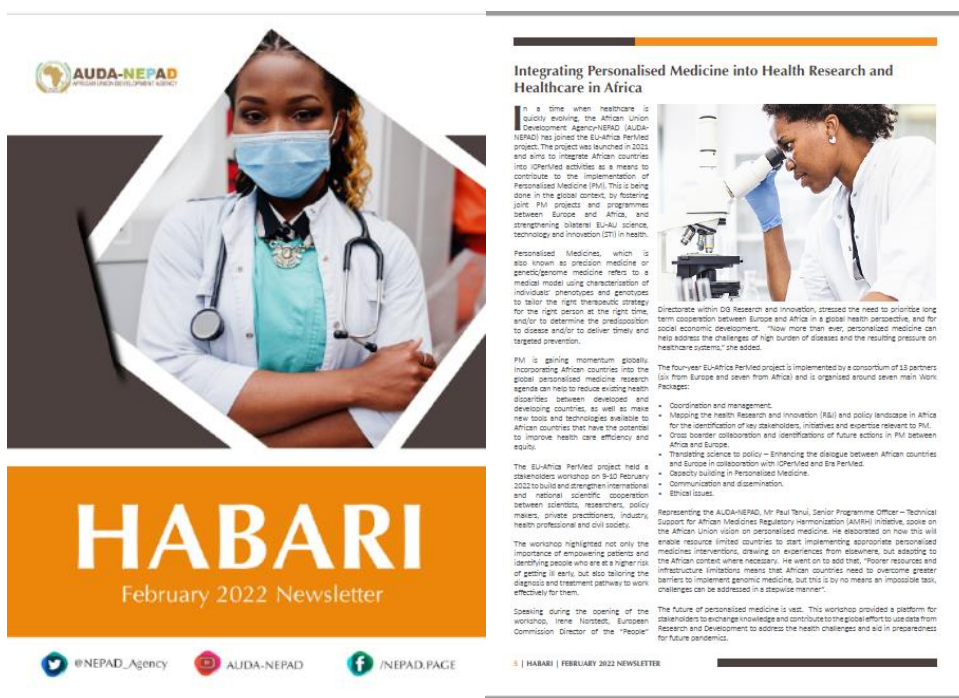 AUDA-NEPAD
AFRICAN UNION DEVELOPMENT AGENCY
HABARI
February 2022 Newsletter
@NEPAD_Agency
AUDA-NEPAD
/NEPAD.PAGE
Integrating Personalised Medicine into Health Research and
Healthcare in Africa
In a time when healthcare is
quickly evolving, the African Union
Development Agency-NEPAD (AUDA-
NEPAD) has joined the EU-Africa PerMed
project. The project was launched in 2021
and aims to integrate African countries
into ICPerMed activities as a means to
contribute to the implementation of
Personalised Medicine (PM). This is being
done in the global context, by fostering
joint PM projects and programmes
between Europe and Africa, and
strengthening bilateral EU-AU science,
technology and innovation (STI) in health.
Personalised Medicines, which is
also known as precision medicine or
genetic/genome medicine refers to a
medical model using characterisation of
individuals' phenotypes and genotypes
to tailor the right therapeutic strategy
for the right person at the right time,
and/or to determine the predisposition
to disease and/or to deliver timely and
targeted prevention.
PM is gaining momentum globally.
Incorporating African countries into the
global personalised medicine research
agenda can help to reduce existing health
disparities between developed and
developing countries, as well as make
new tools and technologies available to
African countries that have the potential
to improve health care efficiency and
equity.
The EU-Africa PerMed project held a
stakeholders workshop on 9-10 February
2022 to build and strengthen international
and national scientific cooperation
between scientists, researchers, policy
makers, private practitioners, industry,
health professional and civil society.
The workshop highlighted not only the
importance of empowering patients and
identifying people who are at a higher risk
of getting ill early, but also tailoring the
diagnosis and treatment pathway to work
effectively for them.
Speaking during the opening of the
workshop, Irene Norstedt, European
Commission Director of the "People"
Directorate within DG Research and Innovation, stressed the need to prioritize long
term cooperation between Europe and Africa in a global health perspective, and for
social economic development. "Now more than ever, personalized medicine can
help address the challenges of high burden of diseases and the resulting pressure on
healthcare systems," she added.
The four-year EU-Africa PerMed project is implemented by a consortium of 13 partners
(six from Europe and seven from Africa) and is organised around seven main Work
Packages:
• Coordination and management.
• Mapping the health Research and Innovation (R&I) and policy landscape in Africa
for the identification of key stakeholders, initiatives and expertise relevant to PM.
• Cross boarder collaboration and identifications of future actions in PM between
Africa and Europe.
• Translating science to policy – Enhancing the dialogue between African countries
and Europe in collaboration with ICPerMed and Era PerMed.
• Capacity building in Personalized Medicine.
• Communication and dissemination.
• Ethical issues.
Representing the AUDA-NEPAD, Mr Paul Tanui, Senior Programme Officer – Technical
Support for African Medicines Regulatory Harmonization (AMRH) Initiative, spoke on
the African Union vision on personalized medicine. He elaborated on how this will
enable resource limited countries to start implementing appropriate personalised
medicines interventions, drawing on experiences from elsewhere, but adapting to
the African context where necessary. He went on to add that, "Poorer resources and
infrastructure limitations means that African countries need to overcome greater
barriers to implement genomic medicine, but this is by no means an impossible task,
challenges can be addressed in a stepwise manner".
The future of personalised medicine is vast. This workshop provided a platform for
stakeholders to exchange knowledge and contribute to the global effort to use data from
Research and Development to address the health challenges and aid in preparedness
for future pandemics.
5 | HABARI | FEBRUARY 2022 NEWSLETTER